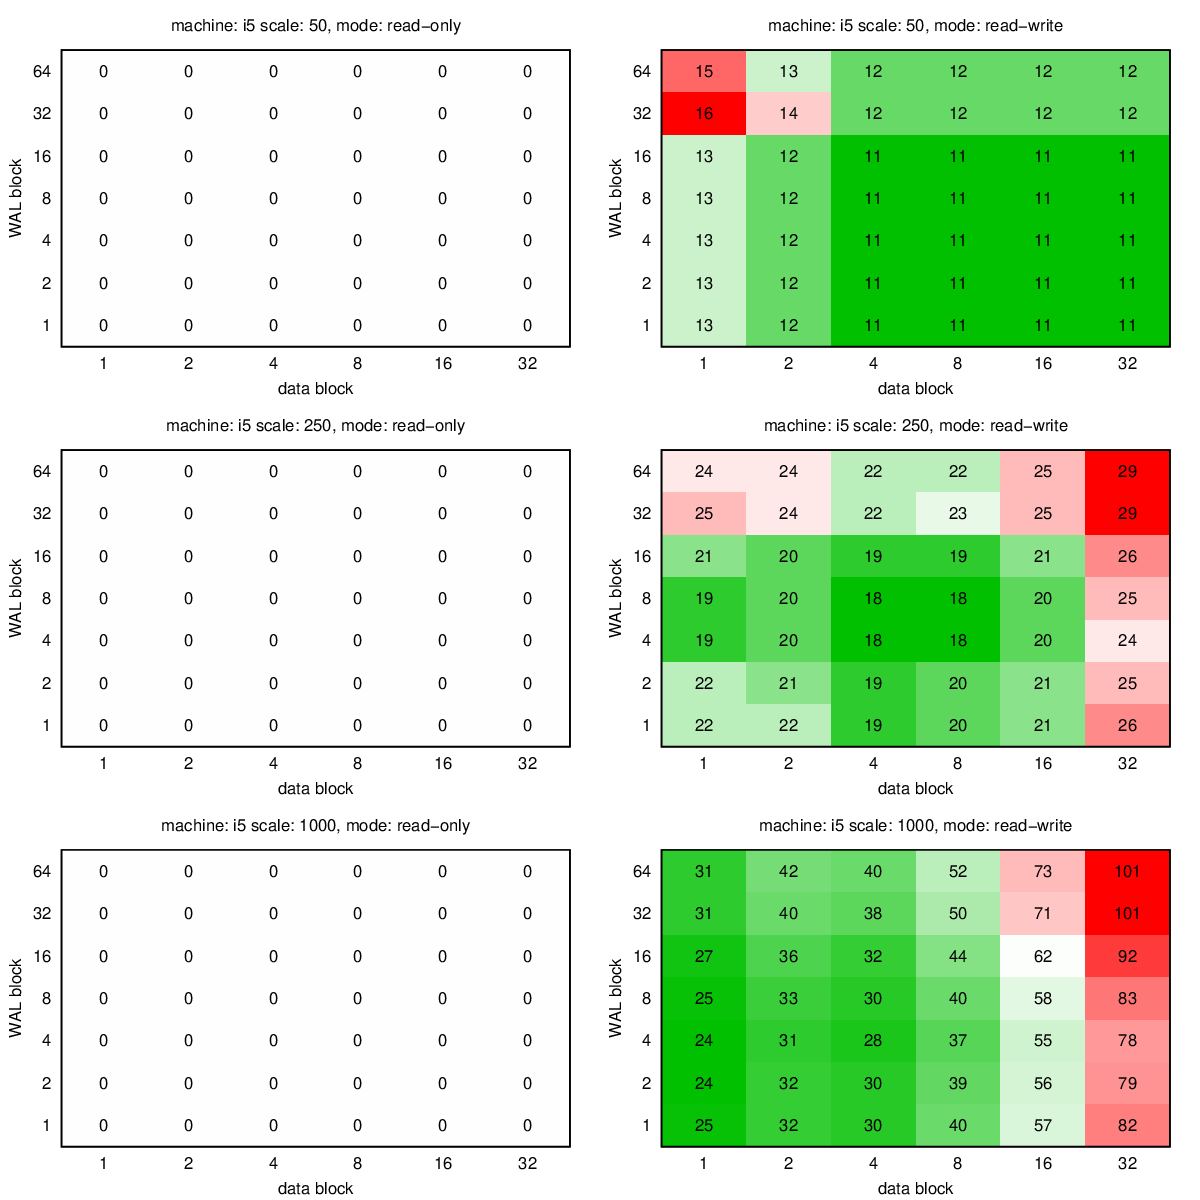 machine: i5 scale: 50, mode: read−only
64 0 0 0 0 0 0
32 0 0 0 0 0 0
16 0 0 0 0 0 0
8 0 0 0 0 0 0
4 0 0 0 0 0 0
2 0 0 0 0 0 0
1 0 0 0 0 0 0
1 2 4 8 16 32
WAL block
data block
machine: i5 scale: 50, mode: read−write
64 15 13 12 12 12 12
32 16 14 12 12 12 12
16 13 12 11 11 11 11
8 13 12 11 11 11 11
4 13 12 11 11 11 11
2 13 12 11 11 11 11
1 13 12 11 11 11 11
1 2 4 8 16 32
WAL block
data block
machine: i5 scale: 250, mode: read−only
64 0 0 0 0 0 0
32 0 0 0 0 0 0
16 0 0 0 0 0 0
8 0 0 0 0 0 0
4 0 0 0 0 0 0
2 0 0 0 0 0 0
1 0 0 0 0 0 0
1 2 4 8 16 32
WAL block
data block
machine: i5 scale: 250, mode: read−write
64 24 24 22 22 25 29
32 25 24 22 23 25 29
16 21 20 19 19 21 26
8 19 20 18 18 20 25
4 19 20 18 18 20 24
2 22 21 19 20 21 25
1 22 22 19 20 21 26
1 2 4 8 16 32
WAL block
data block
machine: i5 scale: 1000, mode: read−only
64 0 0 0 0 0 0
32 0 0 0 0 0 0
16 0 0 0 0 0 0
8 0 0 0 0 0 0
4 0 0 0 0 0 0
2 0 0 0 0 0 0
1 0 0 0 0 0 0
1 2 4 8 16 32
WAL block
data block
machine: i5 scale: 1000, mode: read−write
64 31 42 40 52 73 101
32 31 40 38 50 71 101
16 27 36 32 44 62 92
8 25 33 30 40 58 83
4 24 31 28 37 55 78
2 24 32 30 39 56 79
1 25 32 30 40 57 82
1 2 4 8 16 32
WAL block
data block